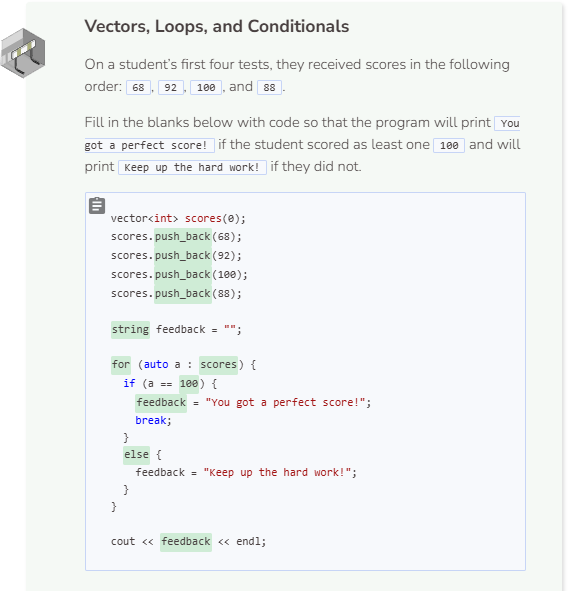 Vectors, Loops, and Conditionals
On a student's first four tests, they received scores in the following
order: 68, 92, 100, and 88.
Fill in the blanks below with code so that the program will print You
got a perfect score! if the student scored as least one 100 and will
print Keep up the hard work! if they did not.
vector<int> scores(0);
scores.push_back(68);
scores.push_back(92);
scores.push_back(100);
scores.push_back(88);
string feedback = "";
for (auto a : scores) {
if (a == 100) {
feedback = "You got a perfect score!";
break;
}
else {
feedback = "Keep up the hard work!";
}
}
cout << feedback << endl;